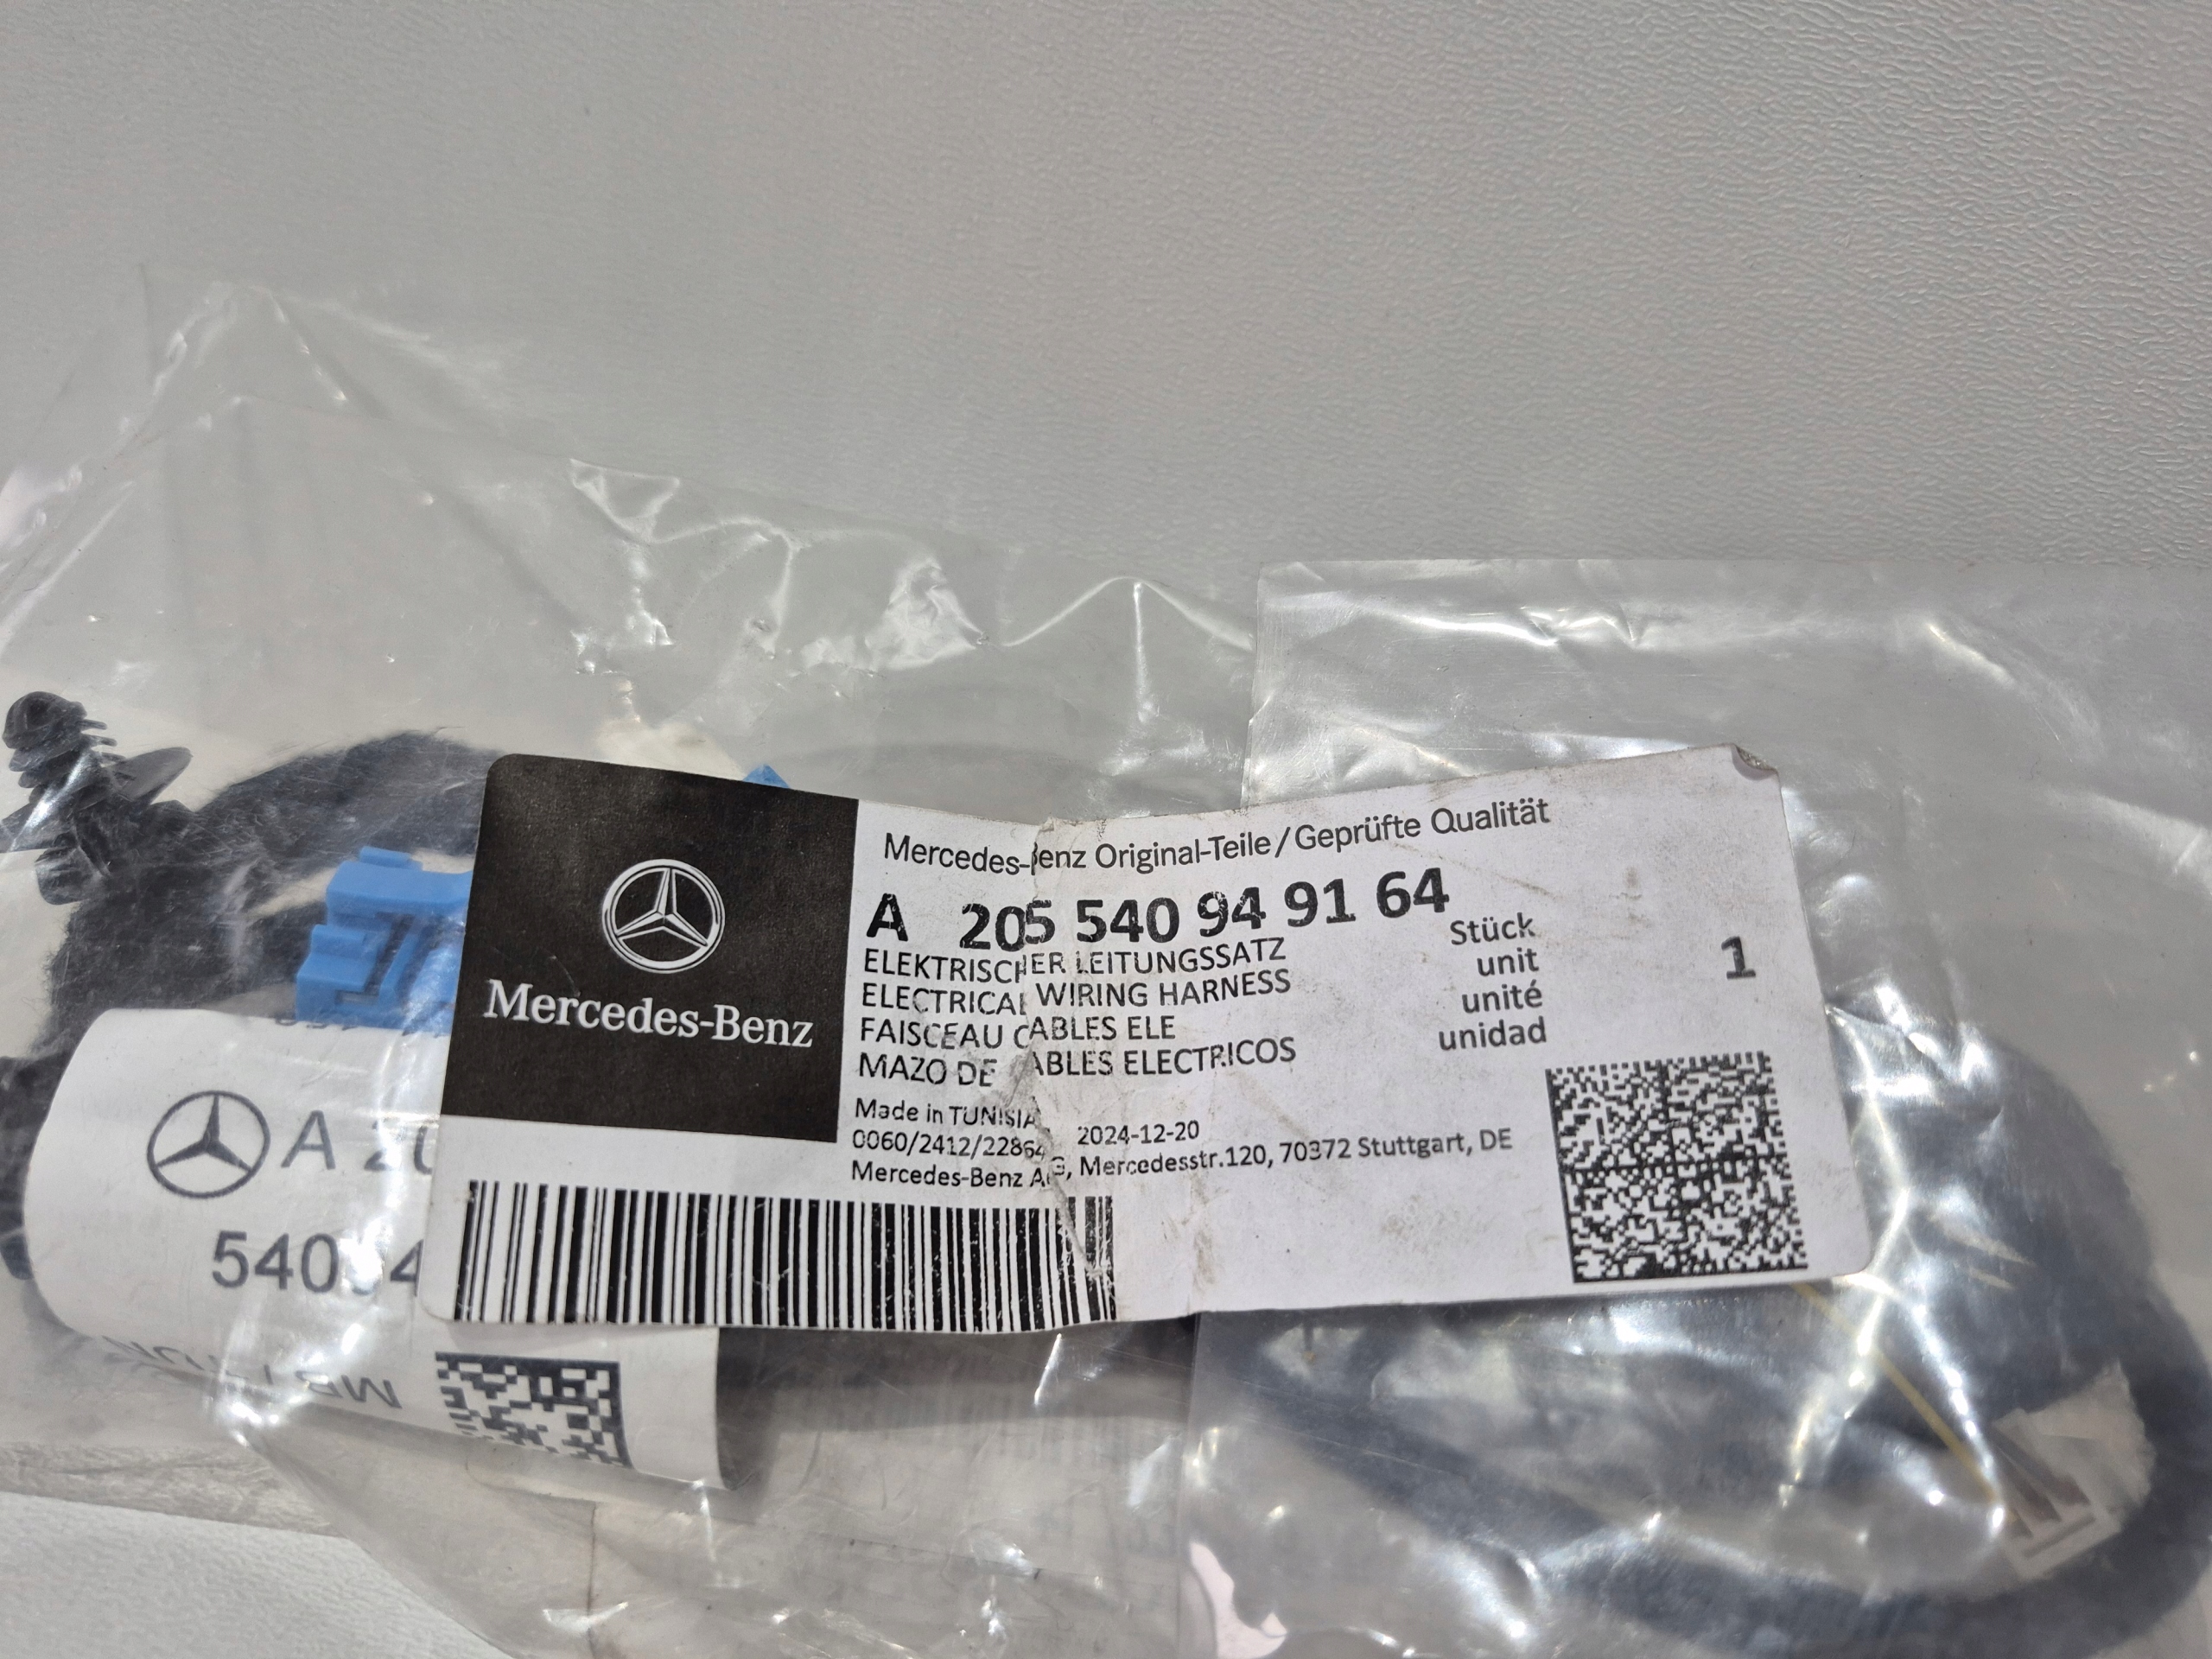 Mercedes-Benz Original-Teile/Geprüfte Qualität
A 205 540 94 91 64
ELEKTRISCHER LEITUNGSSATZ
ELECTRICAL WIRING HARNESS
FAISCEAU CABLES ELE
MAZO DE CABLES ELECTRICOS
Stück
unit
unité
unidad
1
Mercedes-Benz
Made in TUNISIA
0060/2412/22864 2024-12-20
Mercedes-Benz AG, Mercedesstr.120, 70372 Stuttgart, DE
A 20
540 94